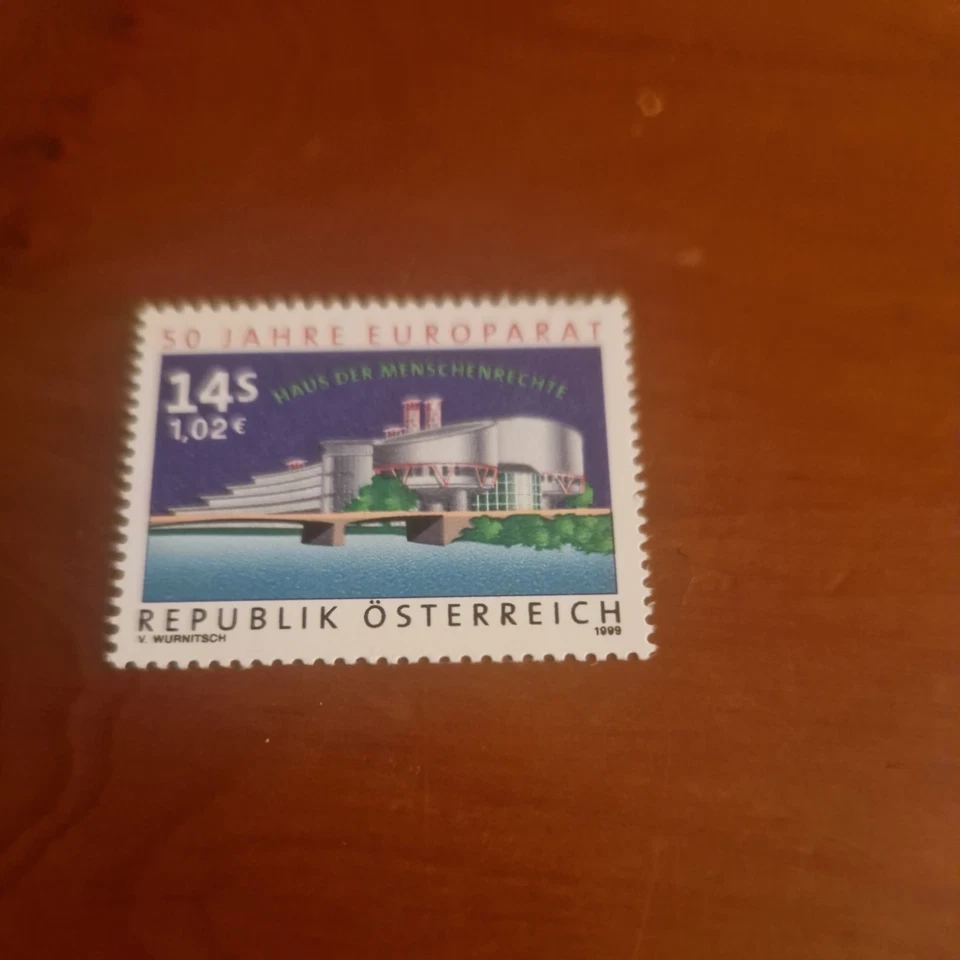 50 JAHRE EUROPARAT
14S
1,02 €
HAUS DER MENSCHENRECHTE
REPUBLIK ÖSTERREICH
V. WURNITSCH
1999